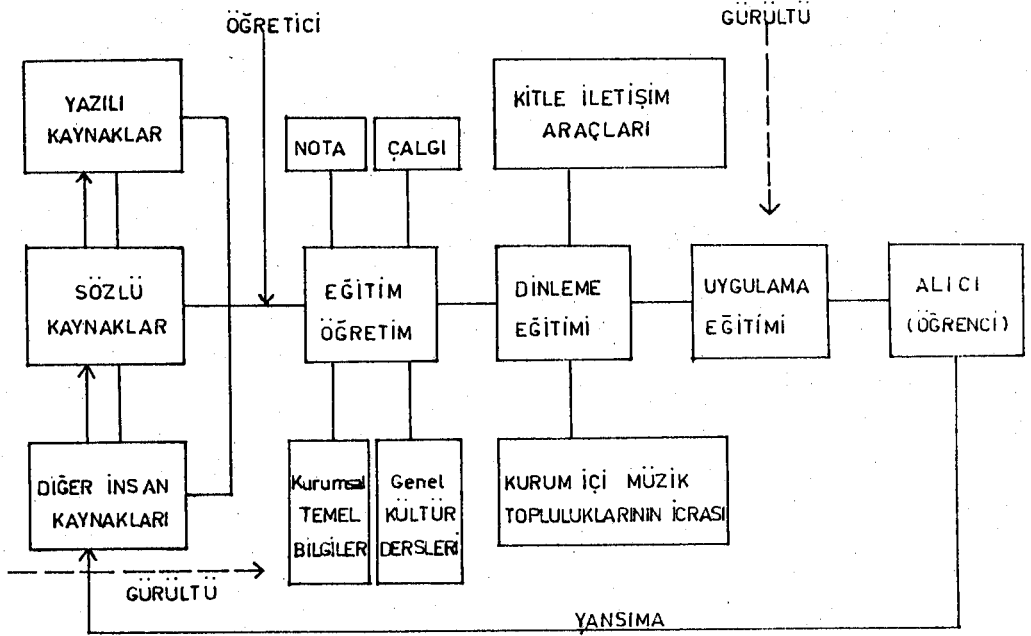 ÖĞRETİCİ
GÜRÜLTÜ
YAZILI
KAYNAKLAR
NOTA
ÇALGI
KİTLE İLETİŞİM
ARAÇLARI
SÖZLÜ
KAYNAKLAR
EĞİTİM
ÖĞRETİM
DİNLEME
EĞİTİMİ
UYGULAMA
EĞİTİMİ
ALICI
(ÖĞRENCİ)
DİĞER İNSAN
KAYNAKLARI
Kurumsal
TEMEL
BİLGİLER
Genel
KÜLTÜR
DERSLERİ
KURUM İÇİ MÜZİK
TOPLULUKLARININ İCRASI
GÜRÜLTÜ
YANSIMA